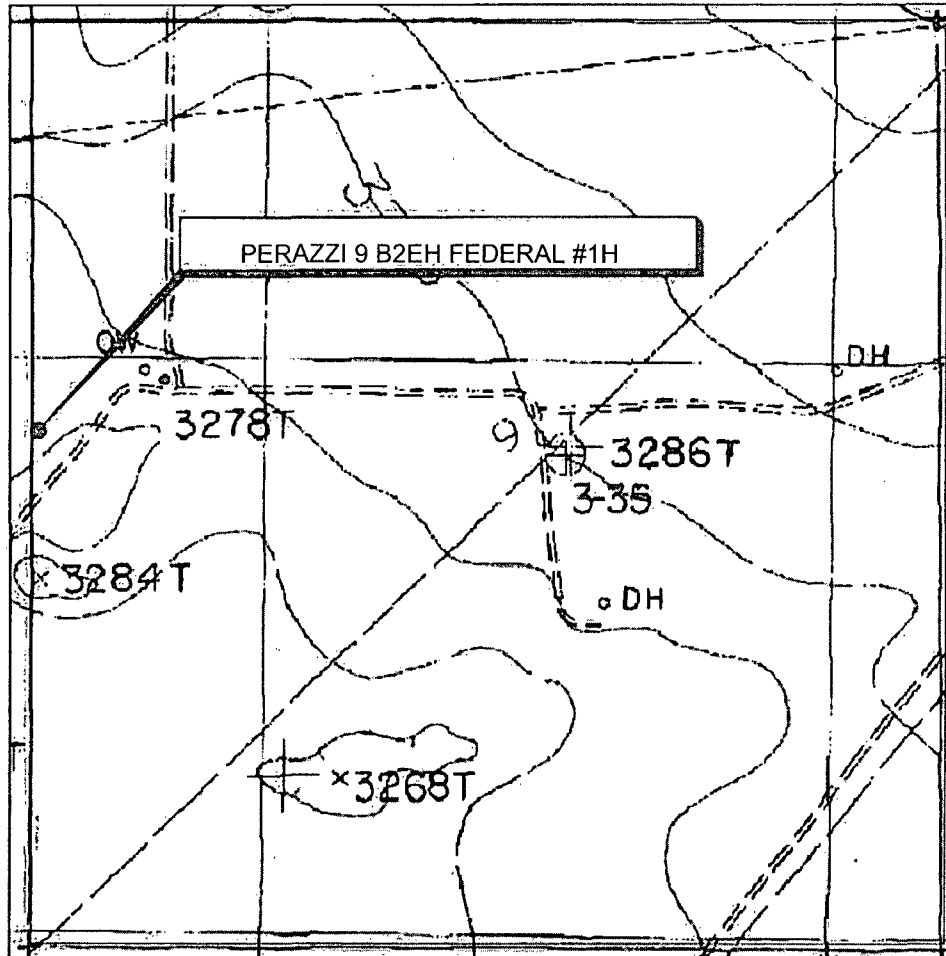 PERAZZI 9 B2EH FEDERAL #1H
DH
3278T
9
3286T
3-35
3284T
DH
3268T